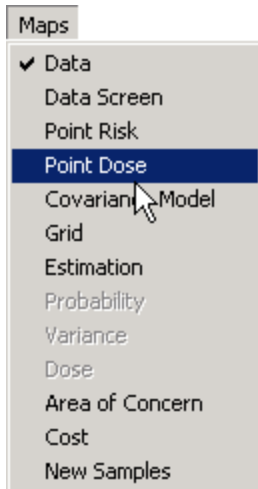 Maps
Data
Data Screen
Point Risk
Point Dose
Covariance Model
Grid
Estimation
Probability
Variance
Dose
Area of Concern
Cost
New Samples